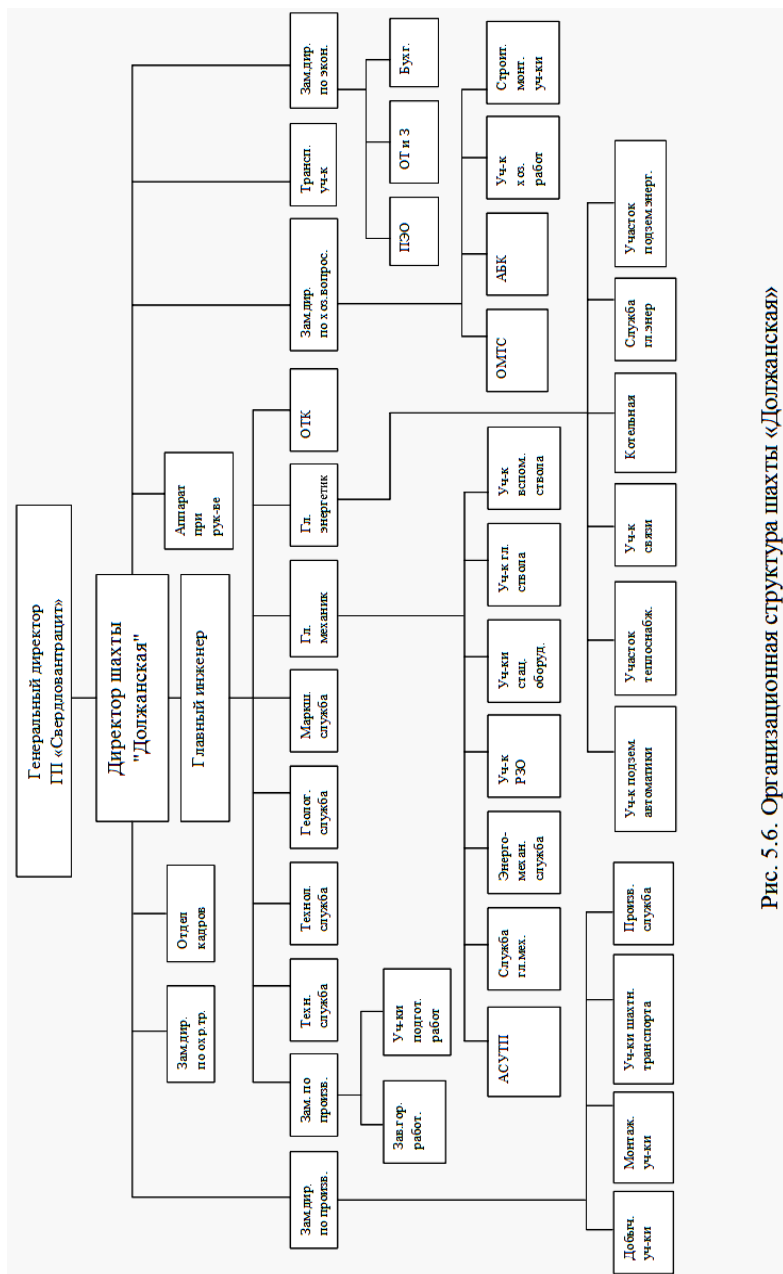 Генеральный директор
ГП «Свердловантрацит»
Директор шахты
"Должанская"
Главный инженер
Аппарат
при
рук-ве
Зам.дир.
по охр.тр.
Отдел
кадров
Зам.дир.
по произв.
Зам. по
произв.
Техн.
служба
Технол.
служба
Геолог.
служба
Маркш.
служба
Гл.
механик
Гл.
энергетик
ОТК
Зам.дир.
по хоз.вопрос.
Трансп.
уч-к
Зам.дир.
по экон.
Зав.гор.
работ.
Уч-ки
подгот.
работ
ПЭО
ОТ и З
Бухг.
АСУТП
Служба
гл.мех.
Энерго-
механ.
служба
Уч-к
РЗО
Уч-ки
стац.
оборуд.
Уч-к гл.
ствола
Уч-к
вспом.
ствола
ОМТС
АБК
Уч-к
хоз.
работ
Строит.
монт.
уч-ки
Добыч.
уч-ки
Монтаж.
уч-ки
Уч-ки шахтн.
транспорта
Произв.
служба
Уч-к подзем.
автоматики
Участок
теплоснабж.
Уч-к
связи
Котельная
Служба
гл.энер
Участок
подзем.энерг.
Рис. 5.6. Организационная структура шахты «Должанская»